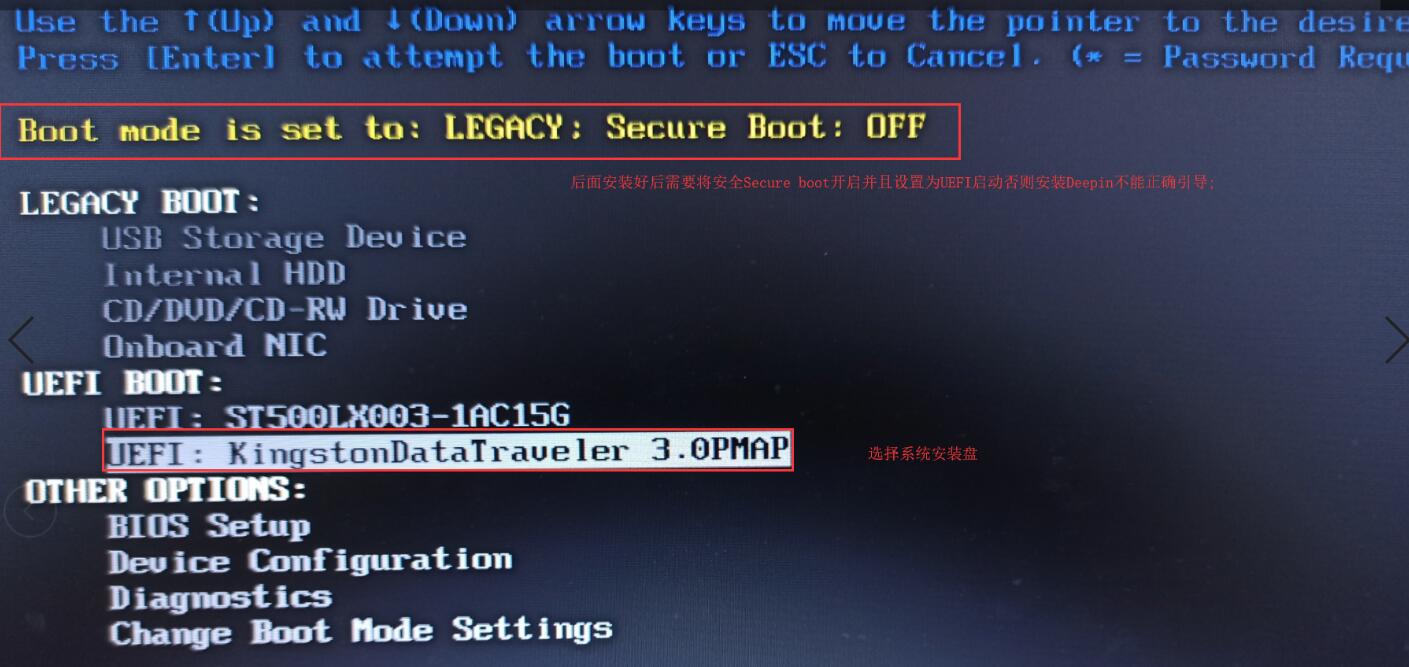 Use the ↑(Up) and ↓(Down) arrow keys to move the pointer to the desire
Press [Enter] to attempt the boot or ESC to Cancel. (* = Password Requ
Boot mode is set to: LEGACY; Secure Boot: OFF
后面安装好后需要将安全Secure boot开启并且设置为UEFI启动否则安装Deepin不能正确引导;
LEGACY BOOT:
USB Storage Device
Internal HDD
CD/DVD/CD-RW Drive
Onboard NIC
UEFI BOOT:
UEFI: ST500LX003-1AC15G
UEFI: KingstonDataTraveler 3.0PMAP
选择系统安装盘
OTHER OPTIONS:
BIOS Setup
Device Configuration
Diagnostics
Change Boot Mode Settings